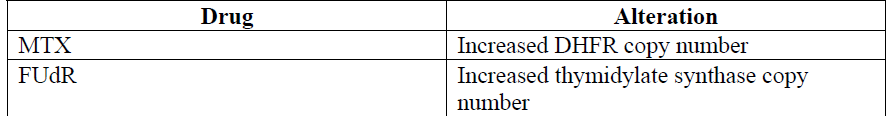 Drug Alteration
MTX Increased DHFR copy number
FUdR Increased thymidylate synthase copy
number